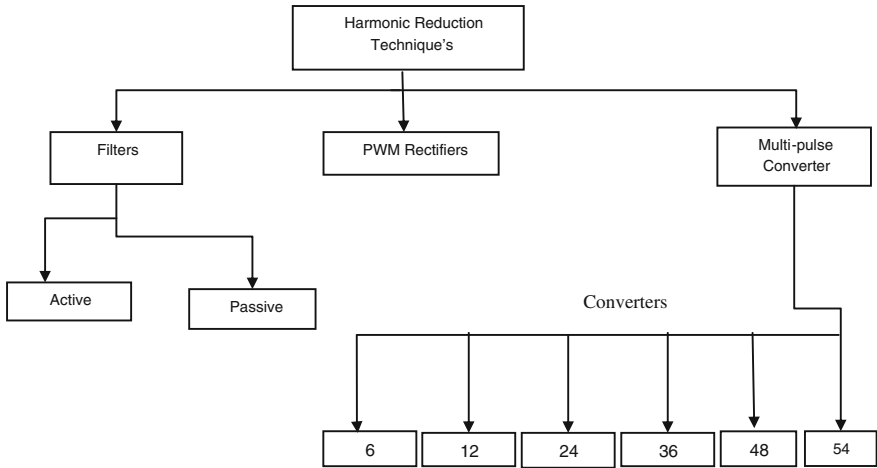 Harmonic Reduction
Technique's
Filters
PWM Rectifiers
Multi-pulse
Converter
Active
Passive
Converters
6
12
24
36
48
54